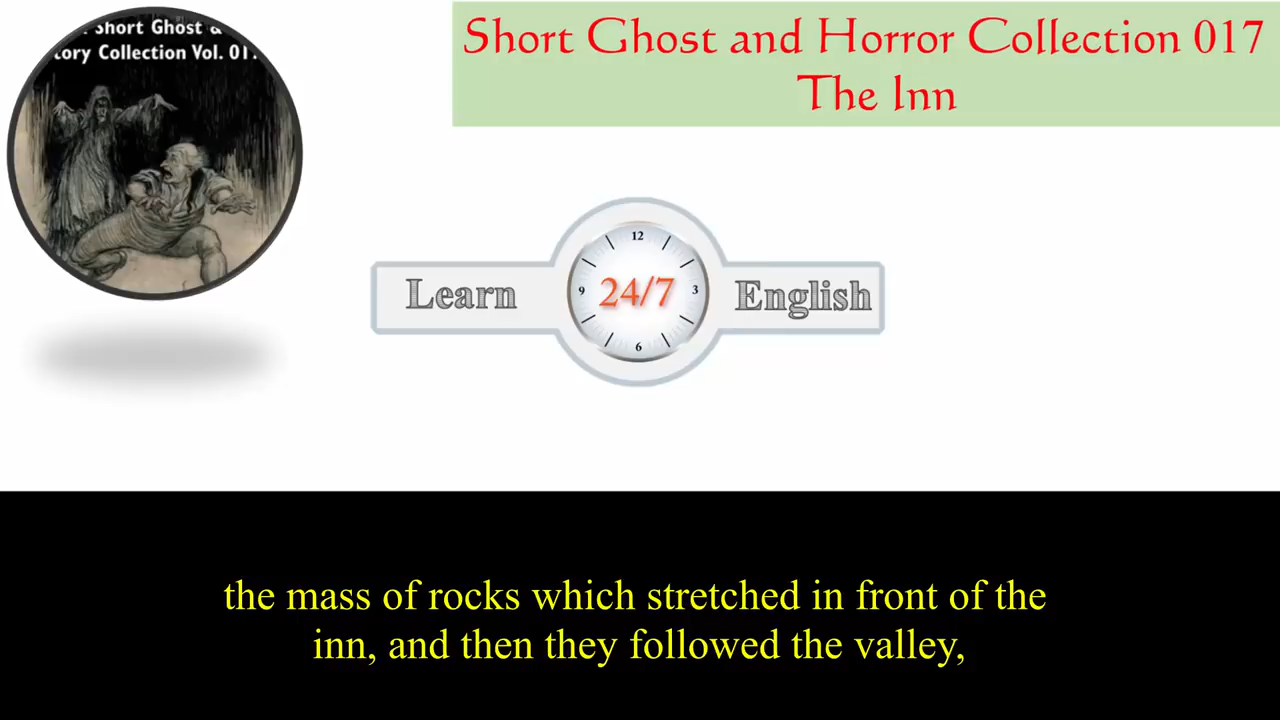 Short Ghost &
tory Collection Vol. 01
Short Ghost and Horror Collection 017
The Inn
12
Learn 9 24/7 3 English
6
the mass of rocks which stretched in front of the
inn, and then they followed the valley,